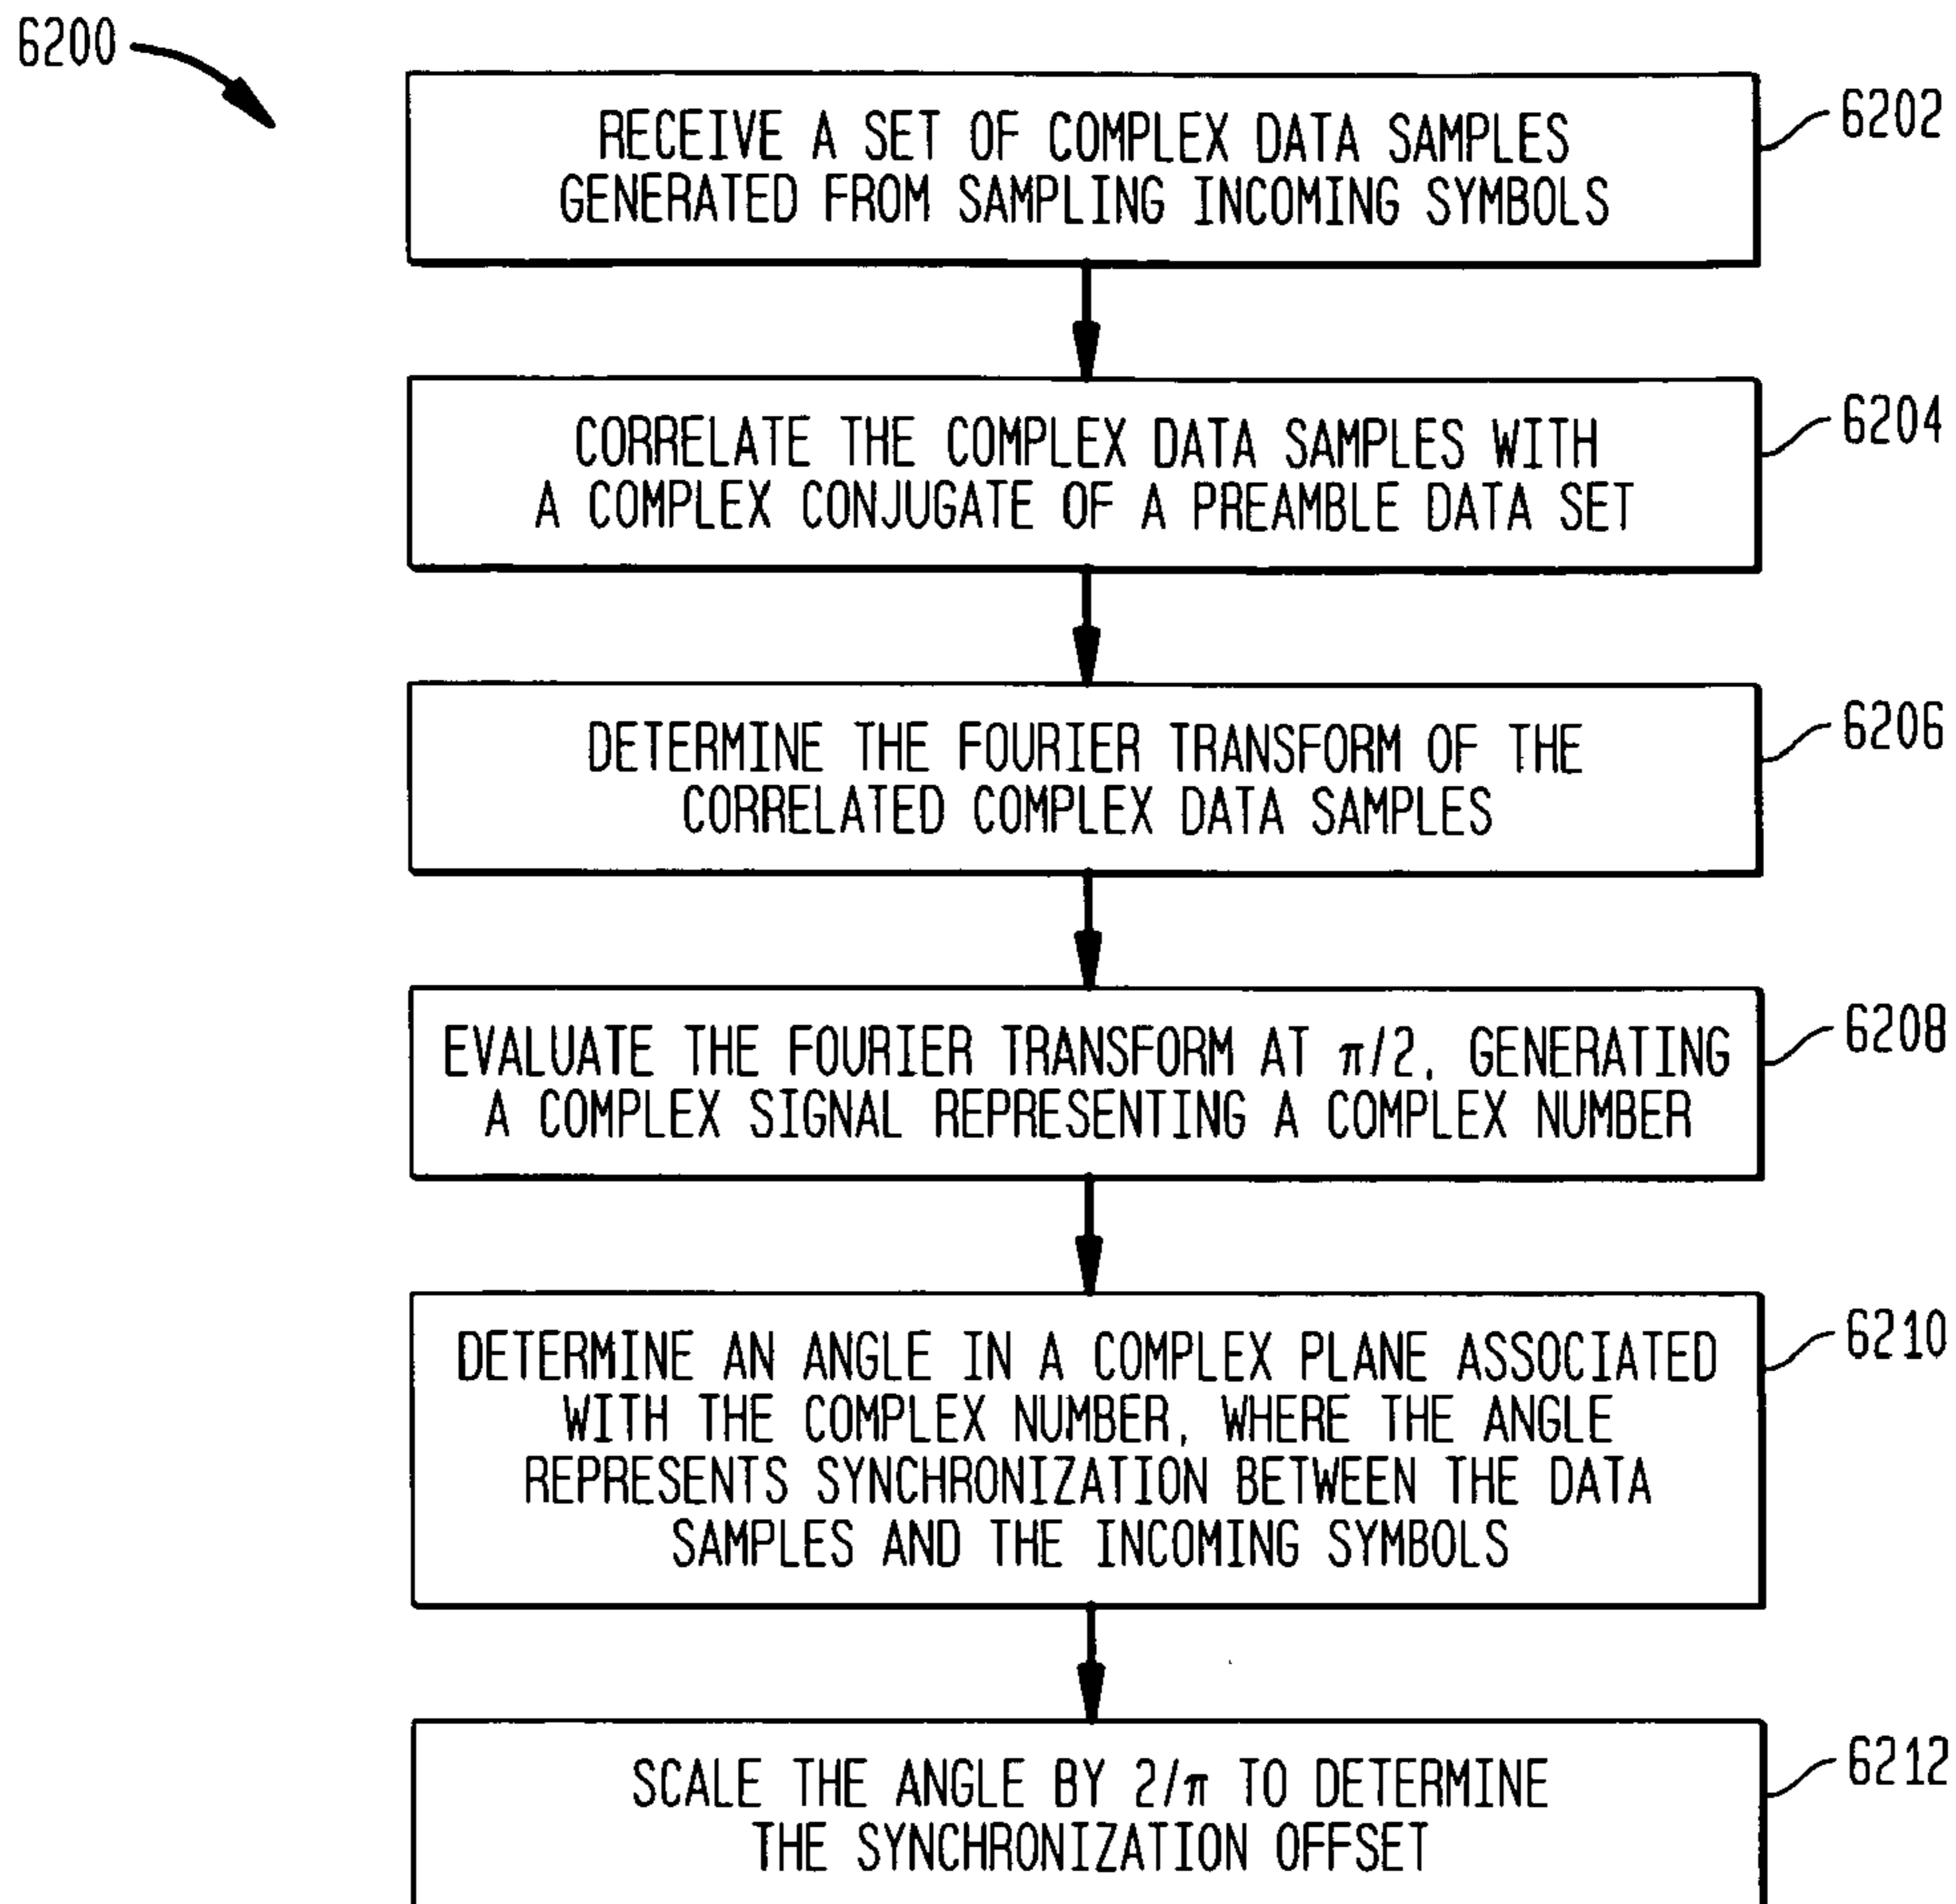 6200
RECEIVE A SET OF COMPLEX DATA SAMPLES
GENERATED FROM SAMPLING INCOMING SYMBOLS
6202
CORRELATE THE COMPLEX DATA SAMPLES WITH
A COMPLEX CONJUGATE OF A PREAMBLE DATA SET
6204
DETERMINE THE FOURIER TRANSFORM OF THE
CORRELATED COMPLEX DATA SAMPLES
6206
EVALUATE THE FOURIER TRANSFORM AT π/2, GENERATING
A COMPLEX SIGNAL REPRESENTING A COMPLEX NUMBER
6208
DETERMINE AN ANGLE IN A COMPLEX PLANE ASSOCIATED
WITH THE COMPLEX NUMBER, WHERE THE ANGLE
REPRESENTS SYNCHRONIZATION BETWEEN THE DATA
SAMPLES AND THE INCOMING SYMBOLS
6210
SCALE THE ANGLE BY 2/π TO DETERMINE
THE SYNCHRONIZATION OFFSET
6212